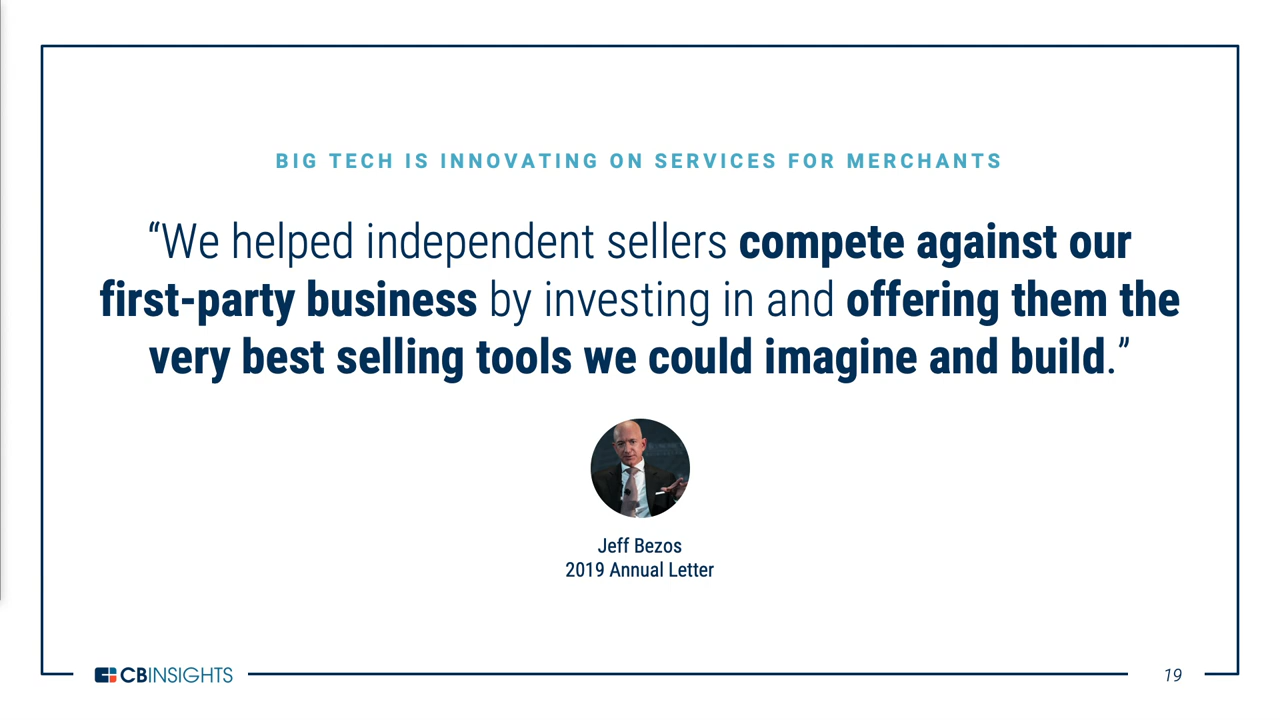 BIG TECH IS INNOVATING ON SERVICES FOR MERCHANTS
“We helped independent sellers compete against our
first-party business by investing in and offering them the
very best selling tools we could imagine and build.”
Jeff Bezos
2019 Annual Letter
CBINSIGHTS
19